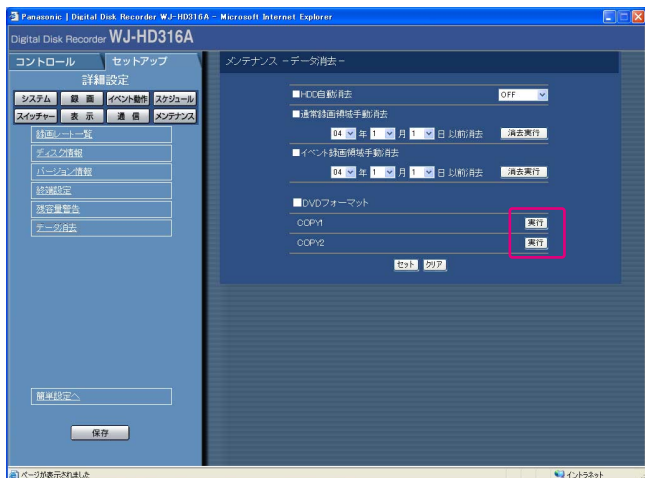 Panasonic | Digital Disk Recorder WJ-HD316A - Microsoft Internet Explorer
Digital Disk Recorder WJ-HD316A
コントロール セットアップ
詳細設定
システム 録画 イベント動作 スケジュール
スイッチャー 表示 通信 メンテナンス
録画レート一覧
ディスク情報
バージョン情報
終端設定
残容量警告
データ消去
簡単設定へ
保存
メンテナンス －データ消去－
■HDD自動消去 OFF
■通常録画領域手動消去
04 年 1 月 1 日 以前消去 消去実行
■イベント録画領域手動消去
04 年 1 月 1 日 以前消去 消去実行
■DVDフォーマット
COPY1 実行
COPY2 実行
セット クリア
ページが表示されました イントラネット